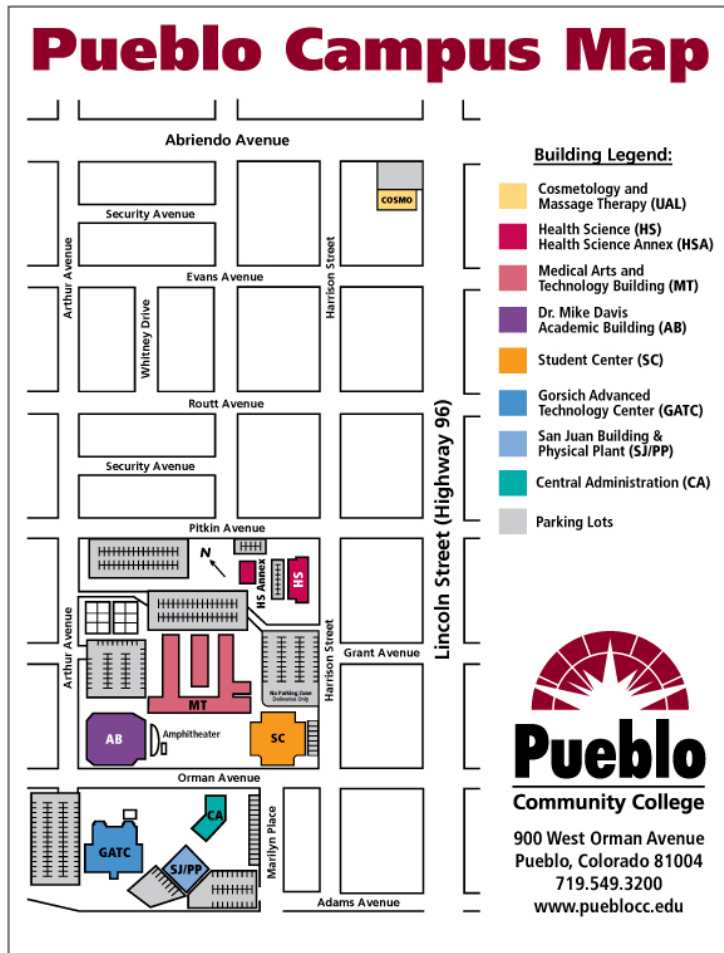 Pueblo Campus Map
Abriendo Avenue
COSMO
Security Avenue
Evans Avenue
Arthur Avenue
Harrison Street
Whitney Drive
Routt Avenue
Security Avenue
Lincoln Street (Highway 96)
Pitkin Avenue
N
HS Annex
HS
Arthur Avenue
Harrison Street
Grant Avenue
No Parking Zone
Deliveries Only
MT
AB
Amphitheater
SC
Orman Avenue
CA
GATC
SJ/PP
Marilyn Place
Adams Avenue
Building Legend:
Cosmetology and
Massage Therapy (UAL)
Health Science (HS)
Health Science Annex (HSA)
Medical Arts and
Technology Building (MT)
Dr. Mike Davis
Academic Building (AB)
Student Center (SC)
Gorsich Advanced
Technology Center (GATC)
San Juan Building &
Physical Plant (SJ/PP)
Central Administration (CA)
Parking Lots
Pueblo
Community College
900 West Orman Avenue
Pueblo, Colorado 81004
719.549.3200
www.pueblocc.edu